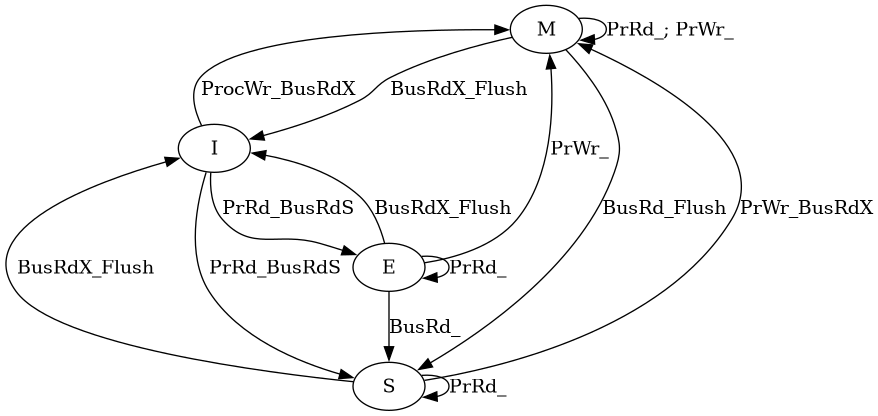 M
PrRd_; PrWr_
ProcWr_BusRdX
BusRdX_Flush
I
PrWr_
PrRd_BusRdS
BusRdX_Flush
BusRd_Flush
PrWr_BusRdX
BusRdX_Flush
PrRd_BusRdS
E
PrRd_
BusRd_
S
PrRd_